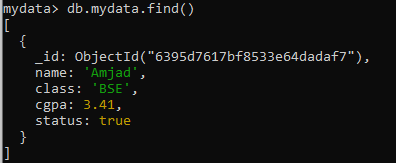 mydata> db.mydata.find()
[
  {
    _id: ObjectId("6395d7617bf8533e64dadaf7"),
    name: 'Amjad',
    class: 'BSE',
    cgpa: 3.41,
    status: true
  }
]